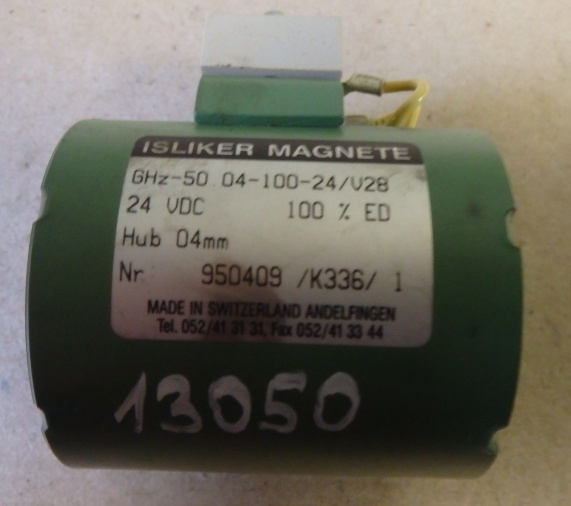 ISLIKER MAGNETE
GHz-50 04-100-24/V28
24 VDC 100 % ED
Hub 04mm
Nr 950409 /K336/ 1
MADE IN SWITZERLAND ANDELFINGEN
Tel. 052/41 31 31, Fax 052/41 33 44
13050